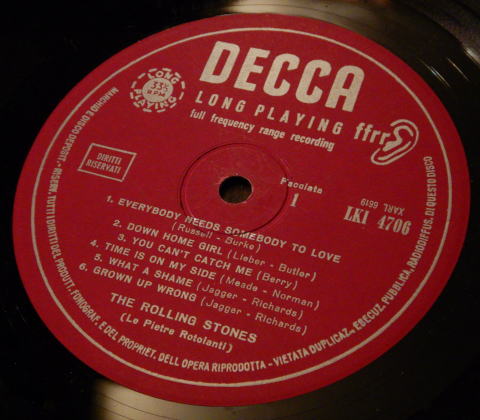 DECCA
LONG PLAYING
full frequency range recording
ffrr
LONG
33⅓
RPM
PLAYING
DIRITTI
RISERVATI
Facciata
1
XARL 6619
LKI 4706
1. EVERYBODY NEEDS SOMEBODY TO LOVE
(Russell - Burke)
2. DOWN HOME GIRL (Lieber - Butler)
3. YOU CAN'T CATCH ME (Berry)
4. TIME IS ON MY SIDE (Meade - Norman)
5. WHAT A SHAME (Jagger - Richards)
6. GROWN UP WRONG (Jagger - Richards)
THE ROLLING STONES
(Le Pietre Rotolanti)
MARCHIO E DISCO DEPOSIT. - RISERV. TUTTI I DIRITTI DEL PRODUTT. FONOGRAF. E DEL PROPRIET. DELL'OPERA RIPRODOTTA - VIETATA DUPLICAZ., ESECUZ. PUBBLICA, RADIODIFFUS. DI QUESTO DISCO